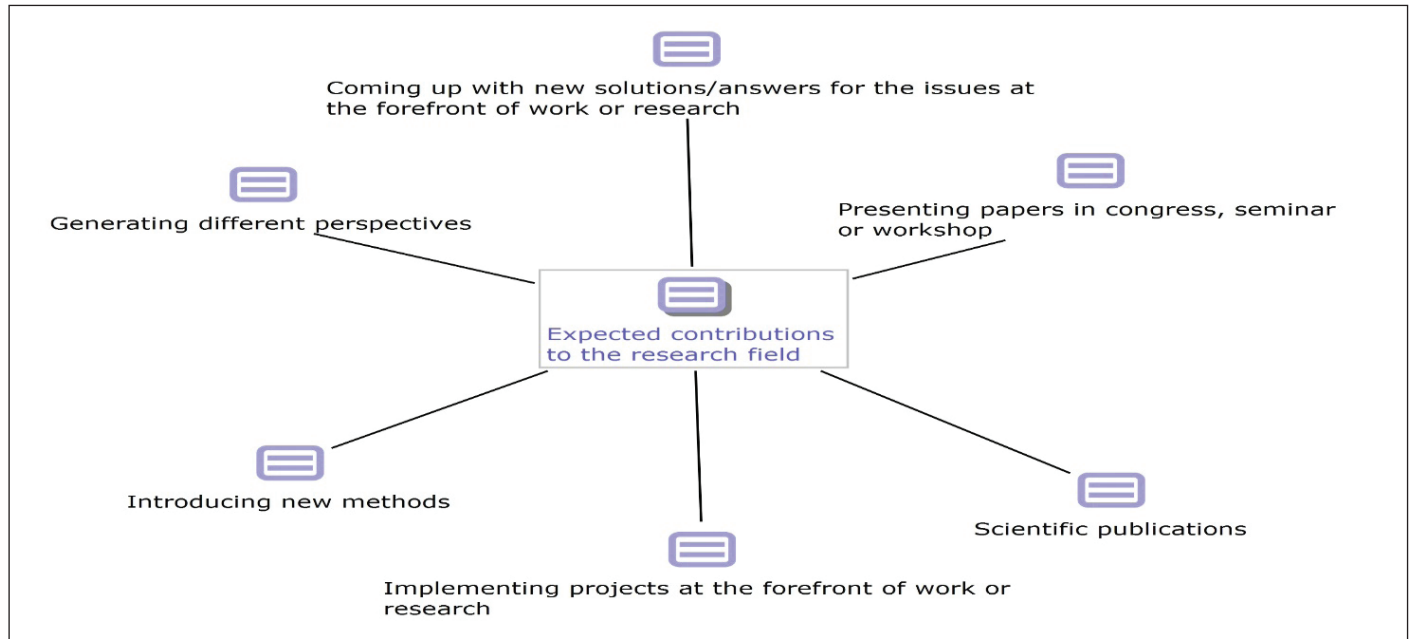 Coming up with new solutions/answers for the issues at
the forefront of work or research
Generating different perspectives
Presenting papers in congress, seminar
or workshop
Expected contributions
to the research field
Introducing new methods
Scientific publications
Implementing projects at the forefront of work or
research